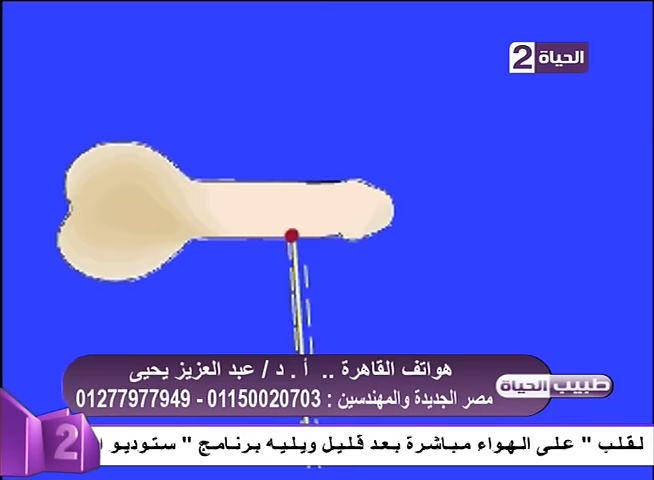 الحياة 2
هواتف القاهرة .. أ . د / عبد العزيز يحيى
مصر الجديدة والمهندسين : 01150020703 - 01277977949
طبيب الحياة
لقلب " على الهواء مباشرة بعد قليل ويليه برنامج " ستوديو ا
2